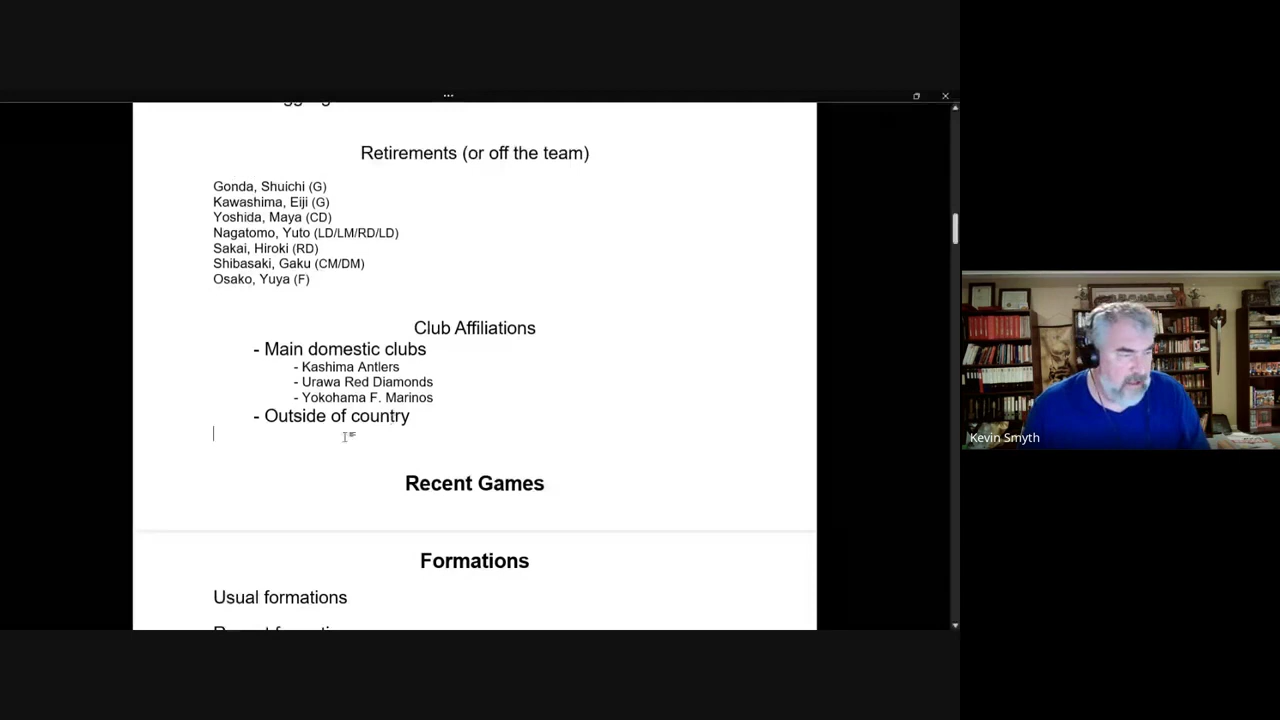 Retirements (or off the team)
Gonda, Shuichi (G)
Kawashima, Eiji (G)
Yoshida, Maya (CD)
Nagatomo, Yuto (LD/LM/RD/LD)
Sakai, Hiroki (RD)
Shibasaki, Gaku (CM/DM)
Osako, Yuya (F)
Club Affiliations
- Main domestic clubs
- Kashima Antlers
- Urawa Red Diamonds
- Yokohama F. Marinos
- Outside of country
Recent Games
Formations
Usual formations
Kevin Smyth